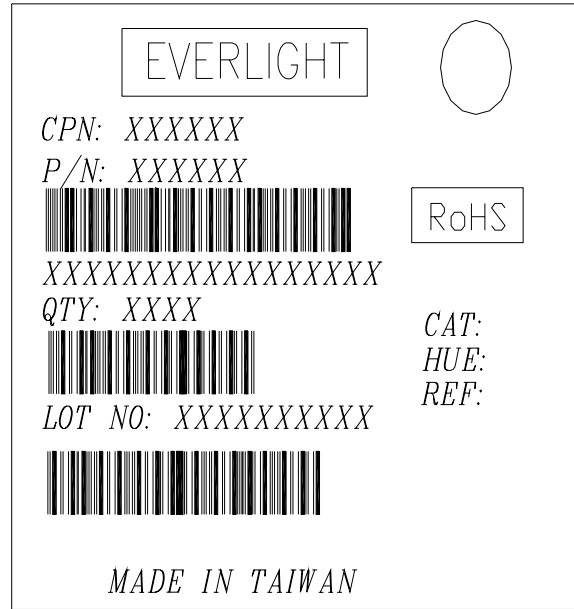 EVERLIGHT
CPN: XXXXXX
P/N: XXXXXX
RoHS
XXXXXXXXXXXXXXXXX
QTY: XXXX
CAT:
HUE:
REF:
LOT NO: XXXXXXXXXX
MADE IN TAIWAN